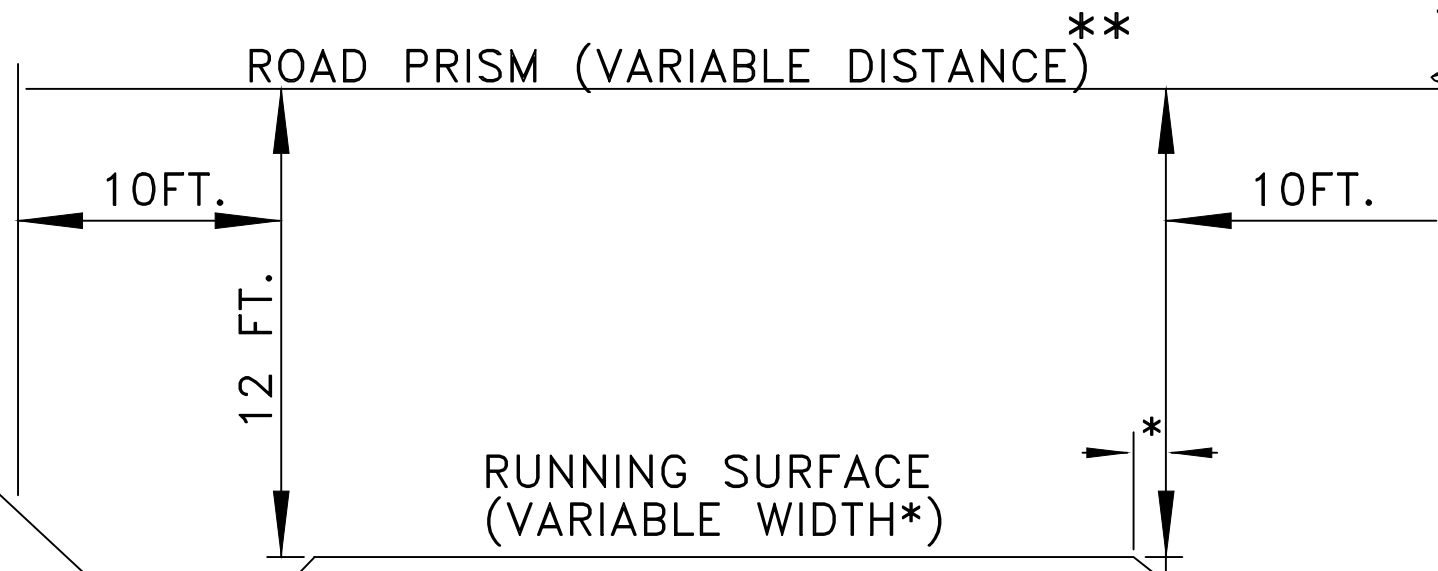 ROAD PRISM (VARIABLE DISTANCE)**
10FT.
10FT.
12 FT.
*
RUNNING SURFACE
(VARIABLE WIDTH*)